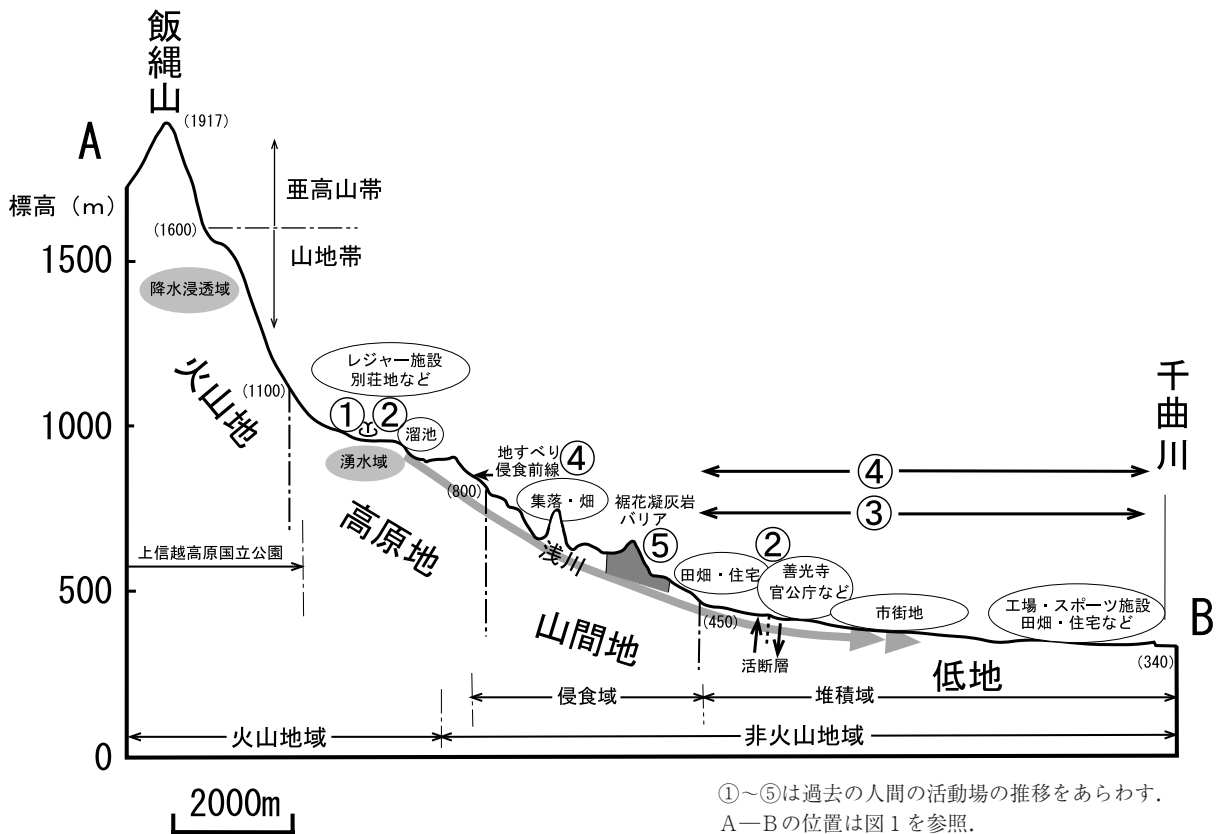 飯縄山
(1917)
A
標高（ｍ）
亜高山帯
(1600)
山地帯
1500
降水浸透域
火山地
レジャー施設
別荘地など
(1100)
千曲川
① ②
1000
溜池
湧水域
地すべり
侵食前線
④
④
(800)
集落・畑
裾花凝灰岩
バリア
③
高原地
浅川
⑤
②
上信越高原国立公園
田畑・住宅
善光寺
官公庁など
500
市街地
工場・スポーツ施設
田畑・住宅など
B
(450)
山間地
活断層
(340)
低地
侵食域
堆積域
火山地域
非火山地域
0
2000m
①〜⑤は過去の人間の活動場の推移をあらわす．
A―Bの位置は図１を参照．